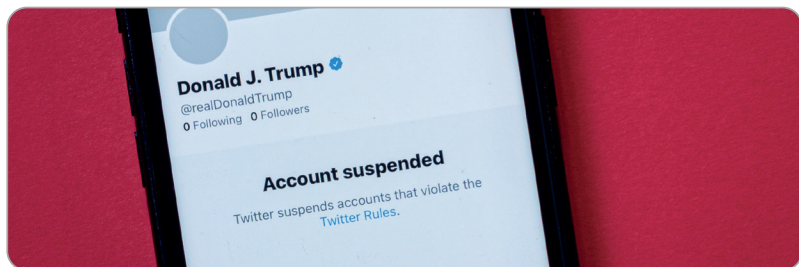 Donald J. Trump
@realDonaldTrump
0 Following 0 Followers
Account suspended
Twitter suspends accounts that violate the
Twitter Rules.